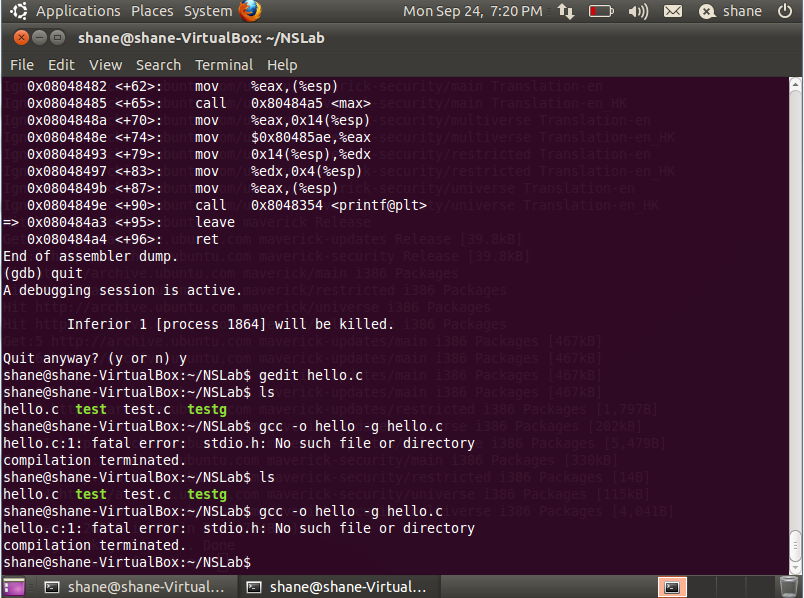 Applications Places System Mon Sep 24, 7:20 PM shane
shane@shane-VirtualBox: ~/NSLab
File Edit View Search Terminal Help
0x08048482 <+62>: mov %eax,(%esp)
0x08048485 <+65>: call 0x80484a5 <max>
0x0804848a <+70>: mov %eax,0x14(%esp)
0x0804848e <+74>: mov $0x80485ae,%eax
0x08048493 <+79>: mov 0x14(%esp),%edx
0x08048497 <+83>: mov %edx,0x4(%esp)
0x0804849b <+87>: mov %eax,(%esp)
0x0804849e <+90>: call 0x8048354 <printf@plt>
=> 0x080484a3 <+95>: leave
0x080484a4 <+96>: ret
End of assembler dump.
(gdb) quit
A debugging session is active.
Inferior 1 [process 1864] will be killed.
Quit anyway? (y or n) y
shane@shane-VirtualBox:~/NSLab$ gedit hello.c
shane@shane-VirtualBox:~/NSLab$ ls
hello.c test test.c testg
shane@shane-VirtualBox:~/NSLab$ gcc -o hello -g hello.c
hello.c:1: fatal error: stdio.h: No such file or directory
compilation terminated.
shane@shane-VirtualBox:~/NSLab$ ls
hello.c test test.c testg
shane@shane-VirtualBox:~/NSLab$ gcc -o hello -g hello.c
hello.c:1: fatal error: stdio.h: No such file or directory
compilation terminated.
shane@shane-VirtualBox:~/NSLab$
shane@shane-Virtual... shane@shane-Virtual...